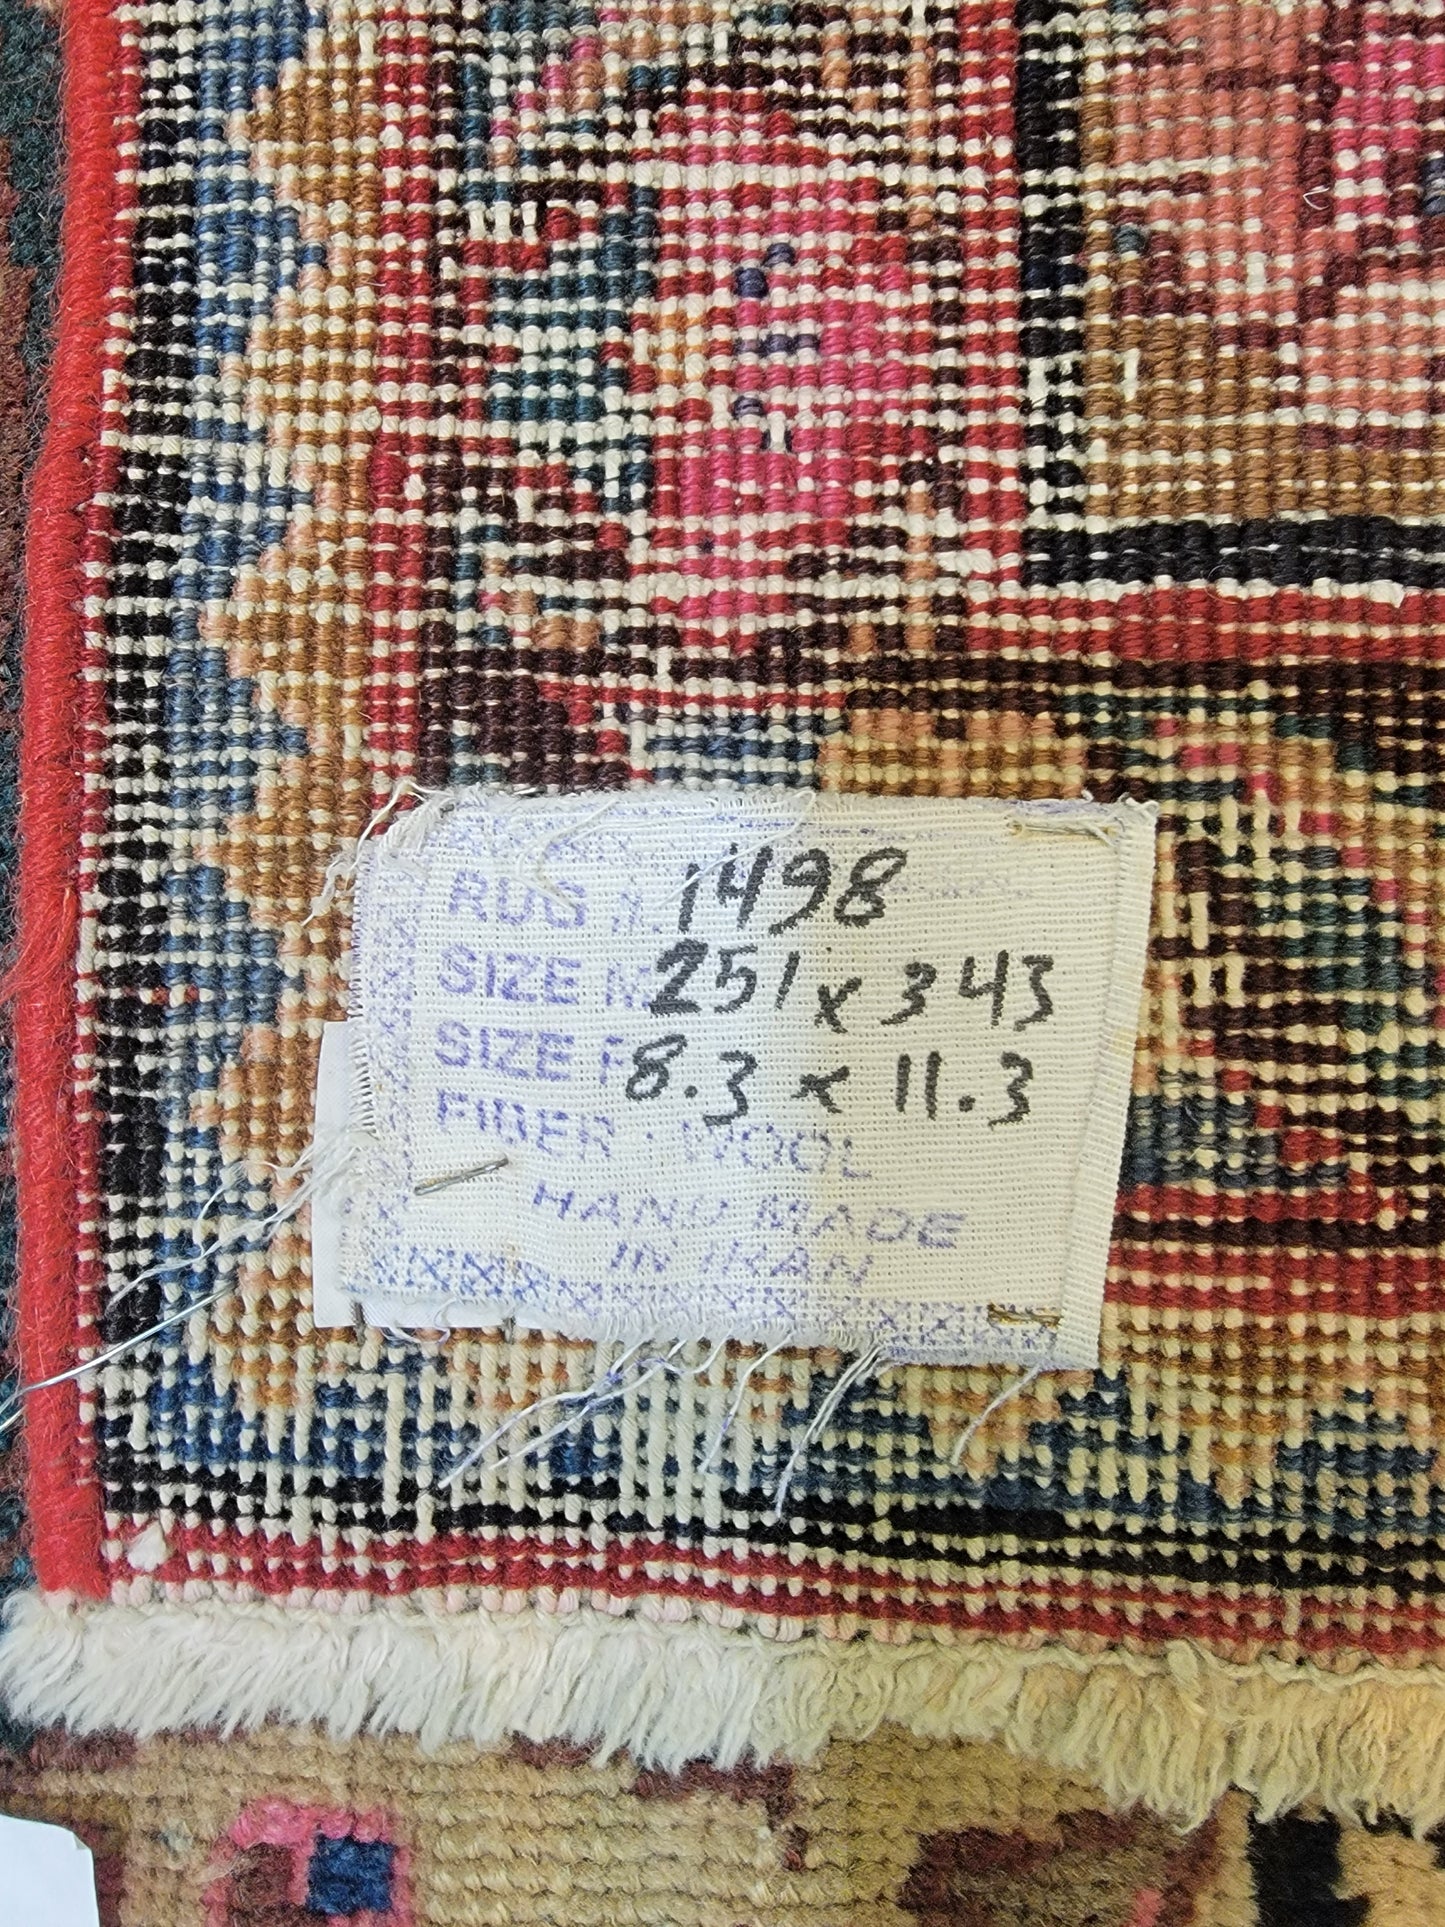 RUG 1498
SIZE M 251 x 343
SIZE F 8.3 x 11.3
FIBER : WOOL
HAND MADE
IN IRAN